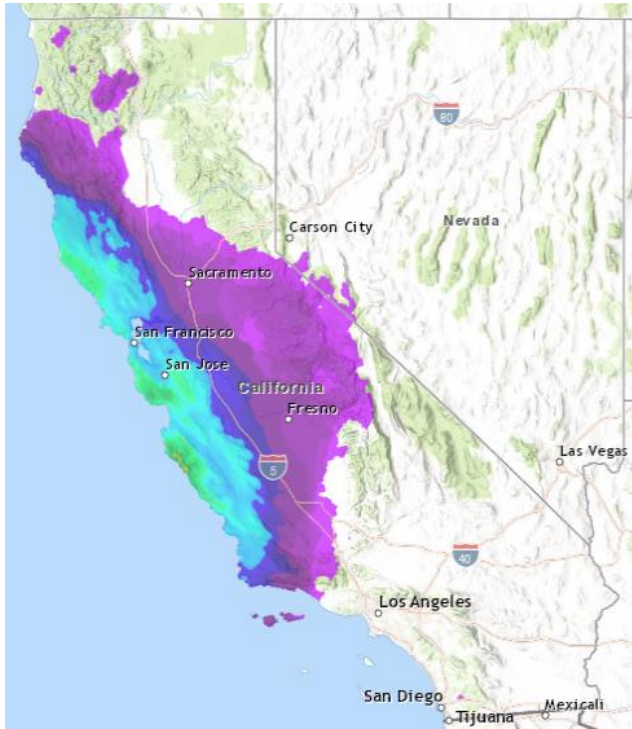 80
Carson City
Nevada
Sacramento
San Francisco
San Jose
California
Fresno
Las Vegas
5
40
Los Angeles
San Diego
Tijuana
Mexicali